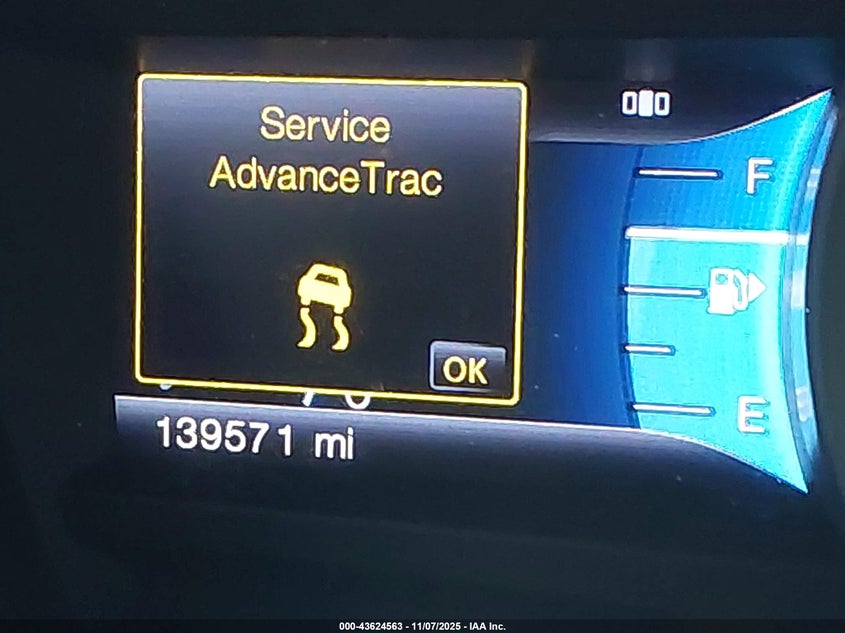 Service
AdvanceTrac
OK
F
E
139571 mi
000-43624563 - 11/07/2025 - IAA Inc.